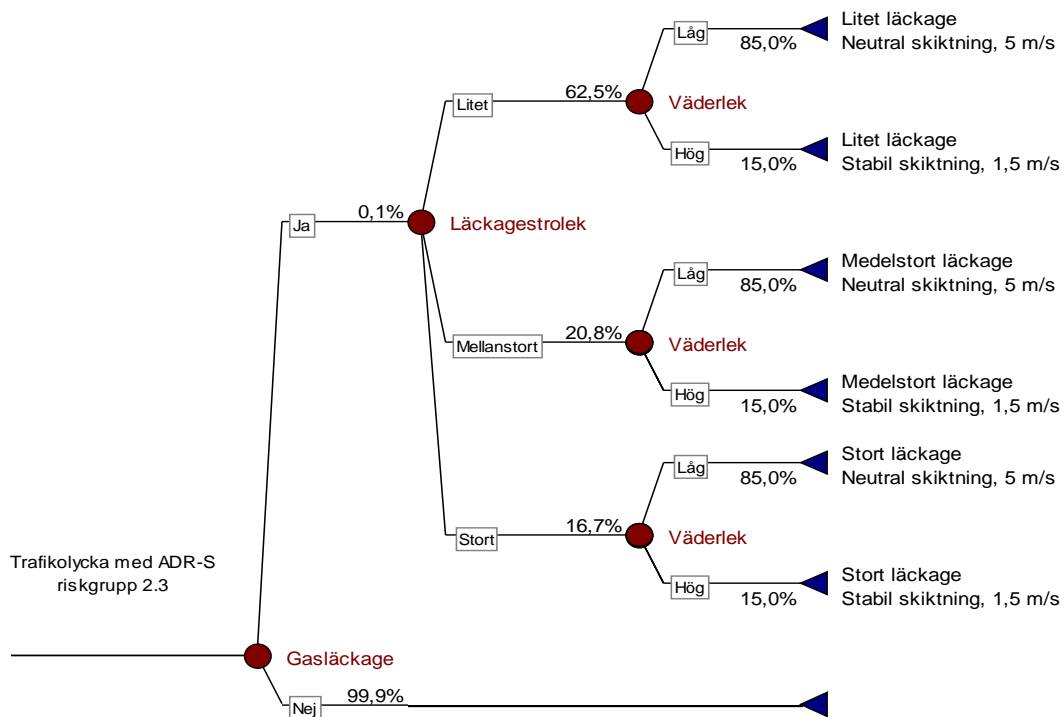 Litet läckage
Låg
85,0%
Neutral skiktning, 5 m/s
62,5%
Litet
Väderlek
Litet läckage
Hög
15,0%
Stabil skiktning, 1,5 m/s
Ja
0,1%
Läckagestrolek
Medelstort läckage
Låg
85,0%
Neutral skiktning, 5 m/s
Mellanstort
20,8%
Väderlek
Medelstort läckage
Hög
15,0%
Stabil skiktning, 1,5 m/s
Stort läckage
Låg
85,0%
Neutral skiktning, 5 m/s
Stort
16,7%
Väderlek
Stort läckage
Hög
15,0%
Stabil skiktning, 1,5 m/s
Trafikolycka med ADR-S
riskgrupp 2.3
Gasläckage
Nej
99,9%